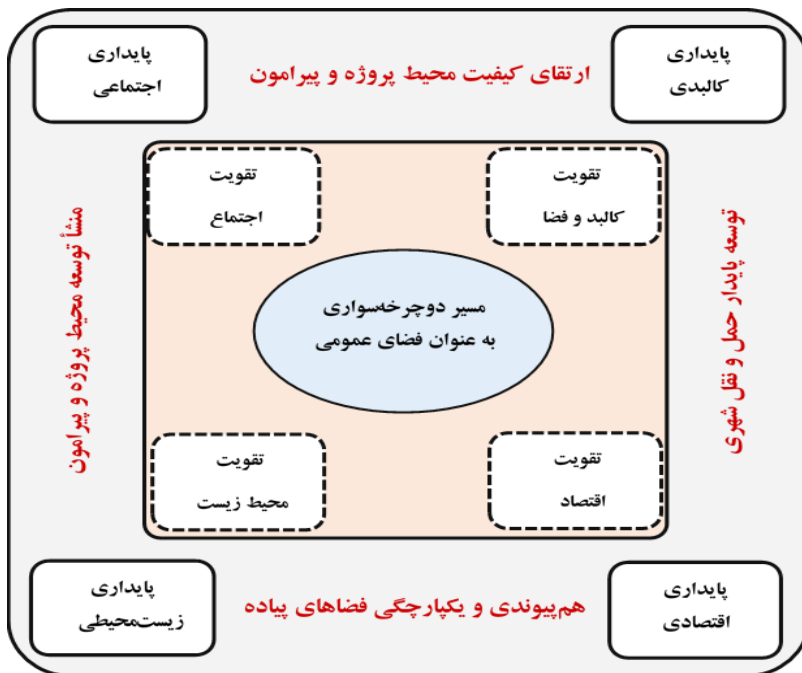 پایداری
کالبدی
ارتقای کیفیت محیط پروژه و پیرامون
پایداری
اجتماعی
تقویت
کالبد و فضا
تقویت
اجتماع
توسعه پایدار حمل و نقل شهری
مسیر دوچرخه‌سواری
به عنوان فضای عمومی
منشأ توسعه محیط پروژه و پیرامون
تقویت
اقتصاد
تقویت
محیط زیست
پایداری
اقتصادی
هم‌پیوندی و یکپارچگی فضاهای پیاده
پایداری
زیست‌محیطی